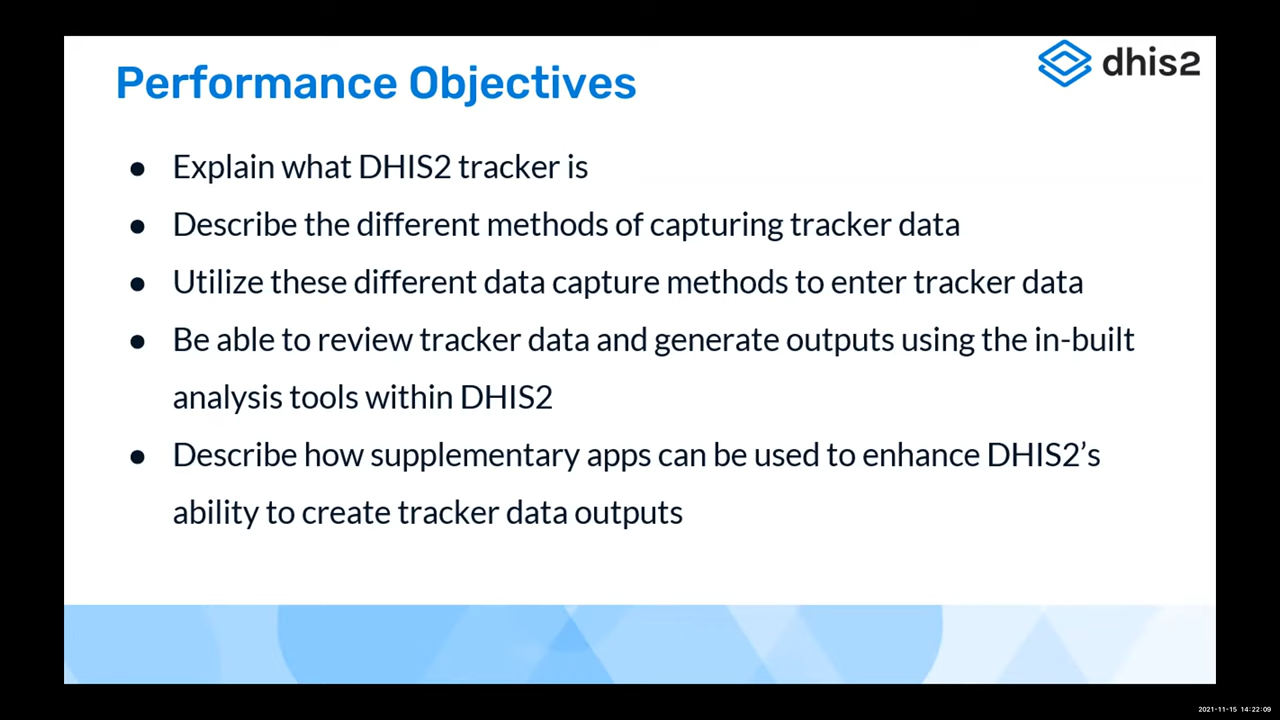 Performance Objectives
dhis2
● Explain what DHIS2 tracker is
● Describe the different methods of capturing tracker data
● Utilize these different data capture methods to enter tracker data
● Be able to review tracker data and generate outputs using the in-built
analysis tools within DHIS2
● Describe how supplementary apps can be used to enhance DHIS2’s
ability to create tracker data outputs
2021-11-15 14:22:09